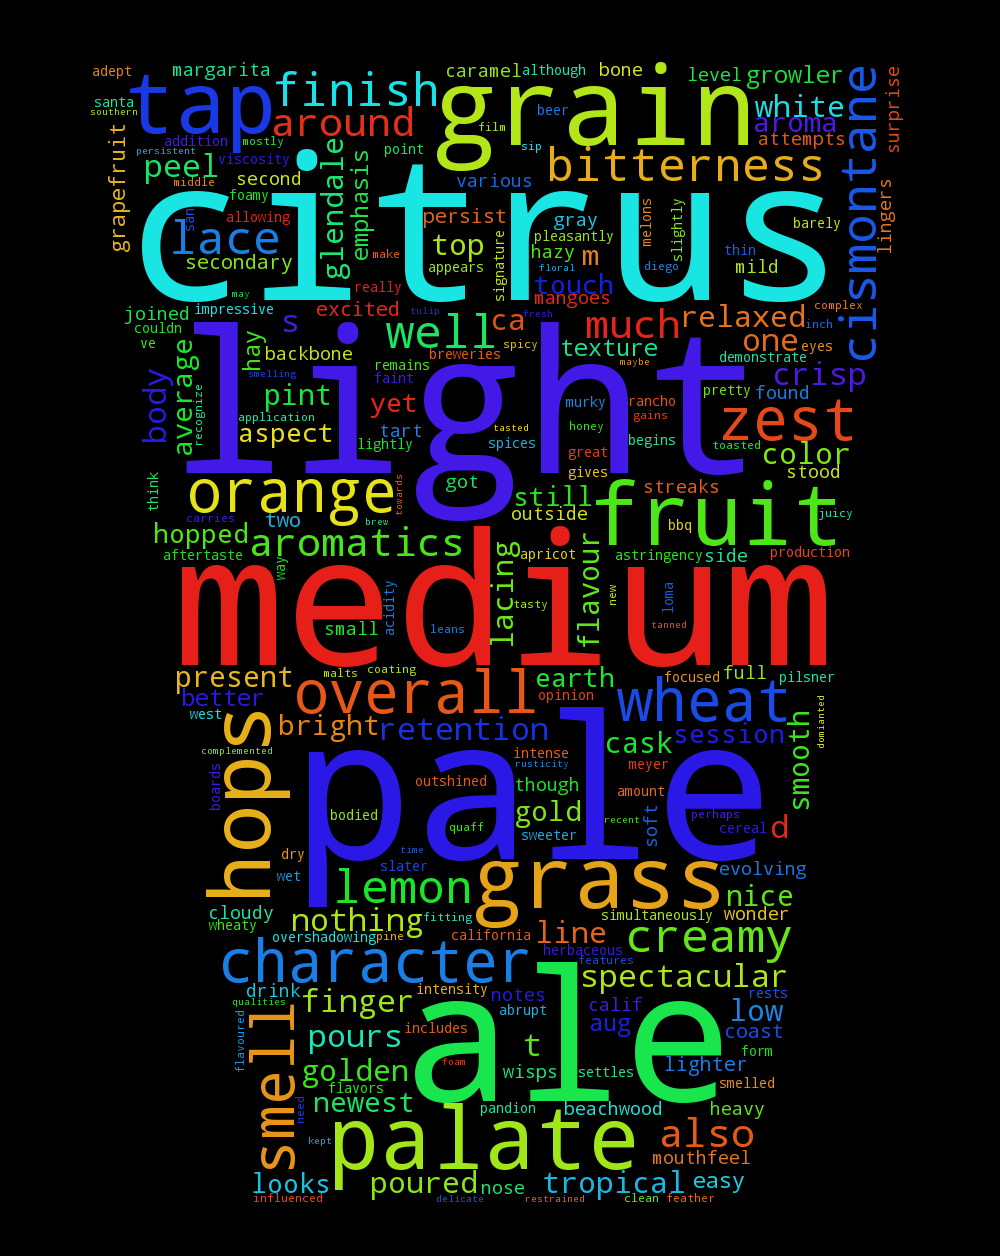 adept
margarita
caramel
although
bone
level
growler
santa
southern
tap
finish
around
grain
white
aroma
attempts
surprise
cismontane
beer
film
sip
point
addition
mostly
persistent
viscosity
grapefruit
peel
middle
second
foamy
glendale
emphasis
various
bitterness
citrus
lace
san
allowing
secondary
make
persist
top
appears
signature
gray
pleasantly
hazy
m
floral
touch
melons
slightly
diego
thin
mild
barely
lingers
may
really
joined
impressive
excited
tulip
mangoes
fresh
couldn
s
well
ca
much
relaxed
complex
inch
ve
hay
backbone
remains
breweries
spicy
texture
maybe
one
eyes
demonstrate
body
average
smelling
pint
faint
light
crisp
recognize
yet
murky
rancho
pretty
found
application
aspect
tart
tasted
honey
gains
zest
lightly
spices
great
begins
toasted
color
think
orange
got
towards
gives
still
streaks
stood
carries
two
brew
outside
bbq
fruit
juicy
hopped
aromatics
aftertaste
way
lacing
apricot
flavour
astringency
side
production
acidity
tasty
new
loma
small
leans
tanned
medium
present
malts
coating
earth
focused
full
pilsner
better
overall
opinion
wheat
west
bright
retention
cask
session
smooth
domianted
complemented
hops
boards
intense
rusticity
meyer
outshined
though
amount
pale
bodied
gold
quaff
sweeter
recent
soft
perhaps
cereal
d
dry
time
slater
wet
evolving
lemon
grass
nice
cloudy
wheaty
nothing
fitting
simultaneously
wonder
overshadowing
pine
california
line
herbaceous
creamy
character
features
drink
intensity
notes
spectacular
rests
qualities
finger
abrupt
calif
low
flavoured
smell
pours
includes
aug
coast
ale
t
form
foam
lighter
golden
wisps
settles
smelled
flavors
need
newest
pandion
beachwood
heavy
kept
palate
also
mouthfeel
looks
poured
nose
tropical
easy
influenced
delicate
restrained
clean
feather